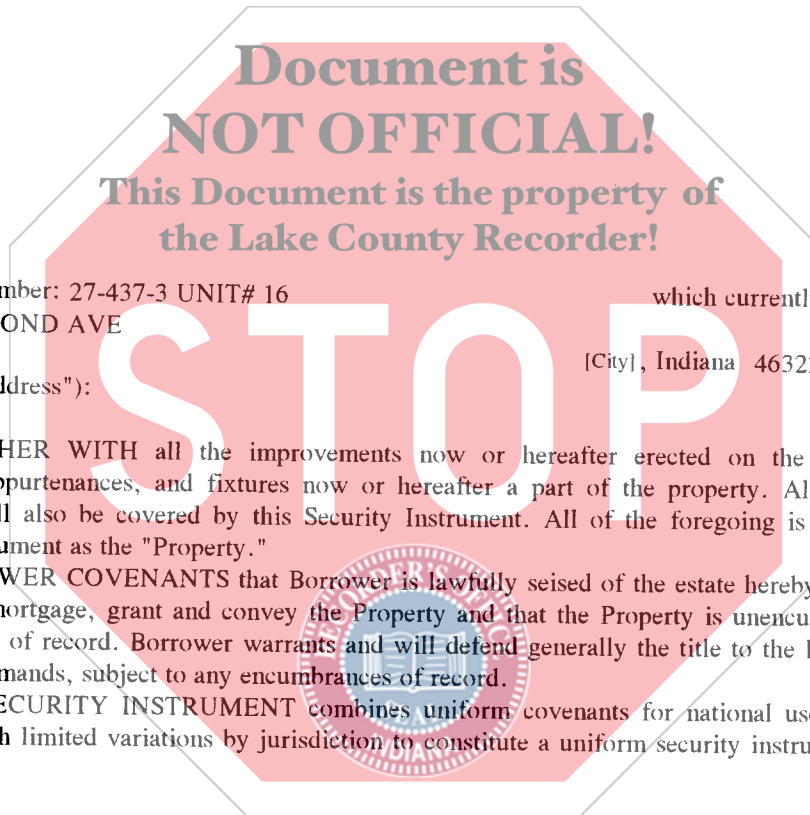 Document is
NOT OFFICIAL!
This Document is the property of
the Lake County Recorder!
mber: 27-437-3 UNIT# 16 which currentl
OND AVE
[City], Indiana 4632
ddress"):
STOP
HER WITH all the improvements now or hereafter erected on the
ppurtenances, and fixtures now or hereafter a part of the property. Al
ll also be covered by this Security Instrument. All of the foregoing is
ument as the "Property."
WER COVENANTS that Borrower is lawfully seised of the estate hereby
nortgage, grant and convey the Property and that the Property is unencu
of record. Borrower warrants and will defend generally the title to the
mands, subject to any encumbrances of record.
ECURITY INSTRUMENT combines uniform covenants for national us
h limited variations by jurisdiction to constitute a uniform security instru